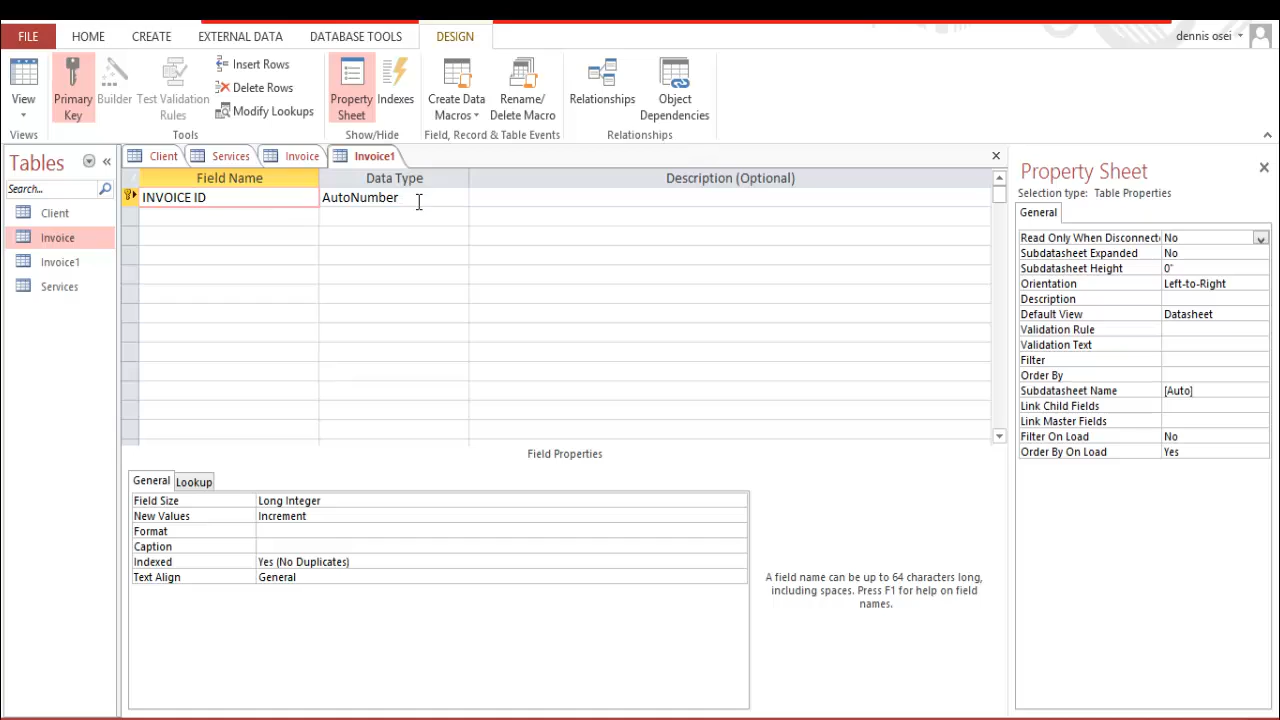 FILE HOME CREATE EXTERNAL DATA DATABASE TOOLS DESIGN dennis osei
View
Views
Primary Key
Builder
Test Validation Rules
Insert Rows
Delete Rows
Modify Lookups
Tools
Property Sheet
Indexes
Show/Hide
Create Data Macros
Rename/ Delete Macro
Field, Record & Table Events
Relationships
Object Dependencies
Relationships
Tables
Search...
Client
Invoice
Invoice1
Services
Client Services Invoice Invoice1
Field Name Data Type Description (Optional)
INVOICE ID AutoNumber
Field Properties
General Lookup
Field Size Long Integer
New Values Increment
Format
Caption
Indexed Yes (No Duplicates)
Text Align General
A field name can be up to 64 characters long,
including spaces. Press F1 for help on field
names.
Property Sheet
Selection type: Table Properties
General
Read Only When Disconnect No
Subdatasheet Expanded No
Subdatasheet Height 0"
Orientation Left-to-Right
Description
Default View Datasheet
Validation Rule
Validation Text
Filter
Order By
Subdatasheet Name [Auto]
Link Child Fields
Link Master Fields
Filter On Load No
Order By On Load Yes